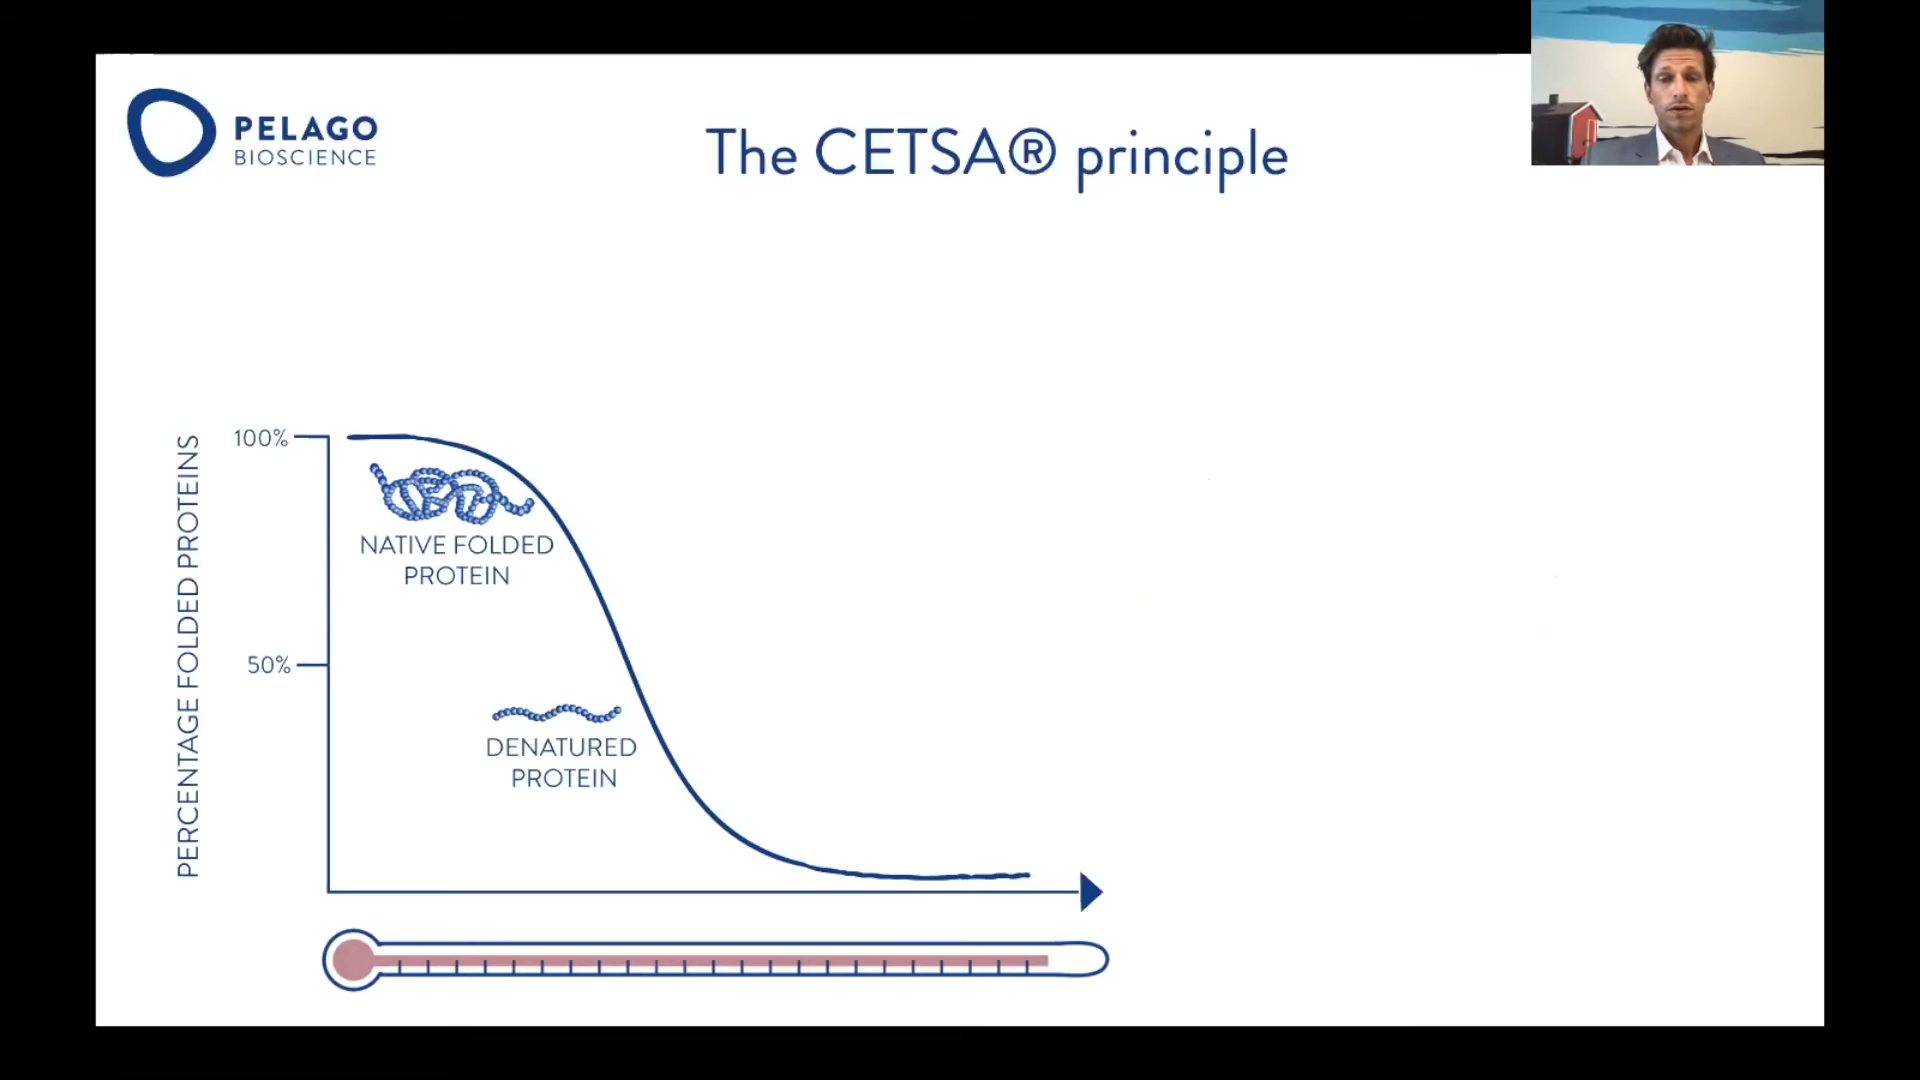 PELAGO
BIOSCIENCE
The CETSA® principle
PERCENTAGE FOLDED PROTEINS
100%
50%
NATIVE FOLDED
PROTEIN
DENATURED
PROTEIN